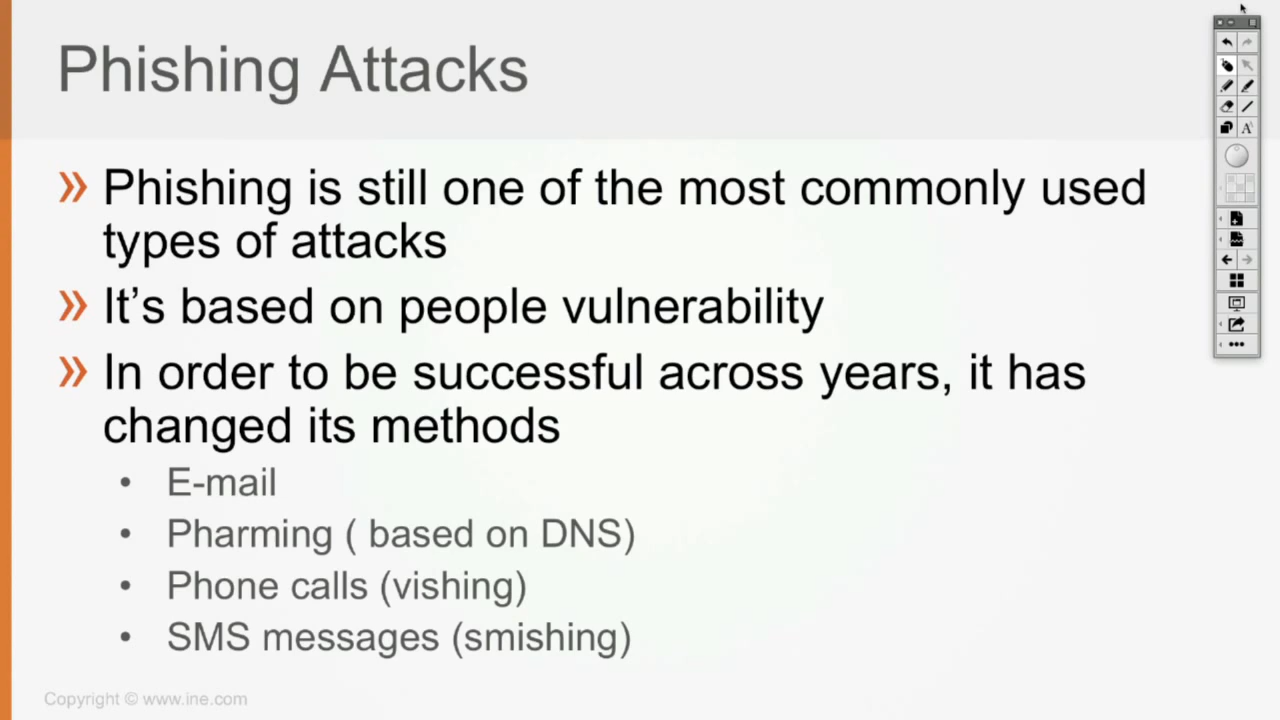 Phishing Attacks
» Phishing is still one of the most commonly used
types of attacks
» It’s based on people vulnerability
» In order to be successful across years, it has
changed its methods
• E-mail
• Pharming ( based on DNS)
• Phone calls (vishing)
• SMS messages (smishing)
Copyright © www.ine.com